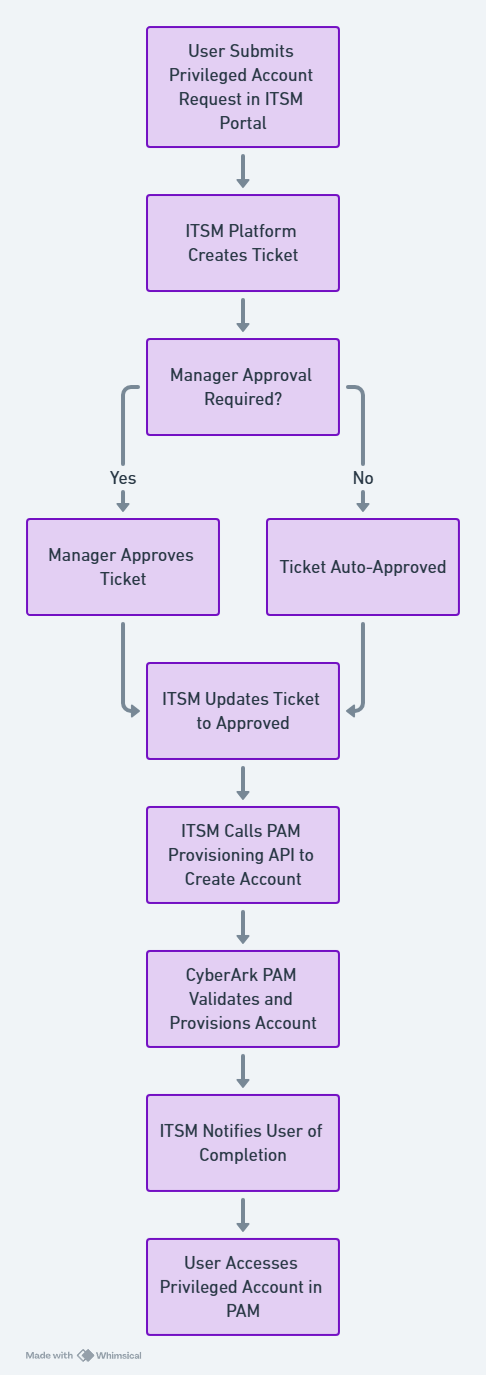 User Submits
Privileged Account
Request in ITSM
Portal
ITSM Platform
Creates Ticket
Manager Approval
Required?
Yes
No
Manager Approves
Ticket
Ticket Auto-Approved
ITSM Updates Ticket
to Approved
ITSM Calls PAM
Provisioning API to
Create Account
CyberArk PAM
Validates and
Provisions Account
ITSM Notifies User of
Completion
User Accesses
Privileged Account in
PAM
Made with Whimsical